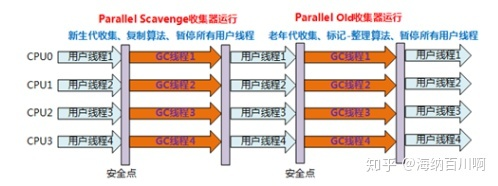 Parallel Scavenge收集器运行 Parallel Old收集器运行
新生代收集、复制算法、暂停所有用户线程 老年代收集、标记-整理算法、暂停所有用户线程
CPU0 用户线程1 GC线程1 用户线程1 GC线程1 用户线程1
CPU1 用户线程2 GC线程2 用户线程2 GC线程2 用户线程2
CPU2 用户线程3 GC线程3 用户线程3 GC线程3 用户线程3
CPU3 用户线程4 GC线程4 用户线程4 GC线程4 用户线程4
安全点 安全点
知乎 @海纳百川啊